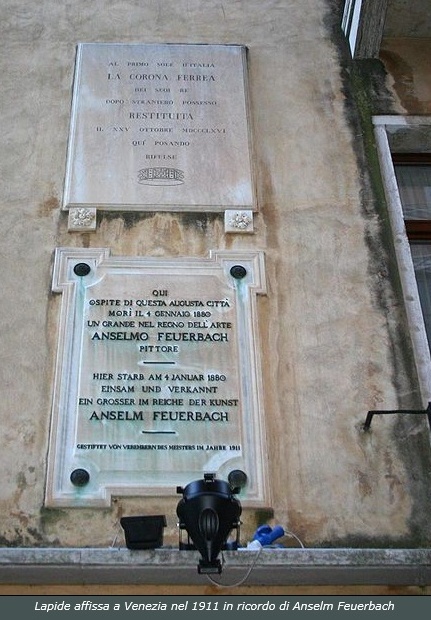 AL PRIMO SOLE D'ITALIA
LA CORONA FERREA
DEI SUOI RE
DOPO STRANIERO POSSESSO
RESTITUITA
IL XXV OTTOBRE MDCCCLXVI
QUI POSANDO
RIFULSE
QUI
OSPITE DI QUESTA AUGUSTA CITTÀ
MORÌ IL 4 GENNAIO 1880
UN GRANDE NEL REGNO DELL'ARTE
ANSELMO FEUERBACH
PITTORE
HIER STARB AM 4 JANUAR 1880
EINSAM UND VERKANNT
EIN GROSSER IM REICHE DER KUNST
ANSELM FEUERBACH
GESTIFTET VON VEREHRERN DES MEISTERS IM JAHRE 1911
Lapide affissa a Venezia nel 1911 in ricordo di Anselm Feuerbach